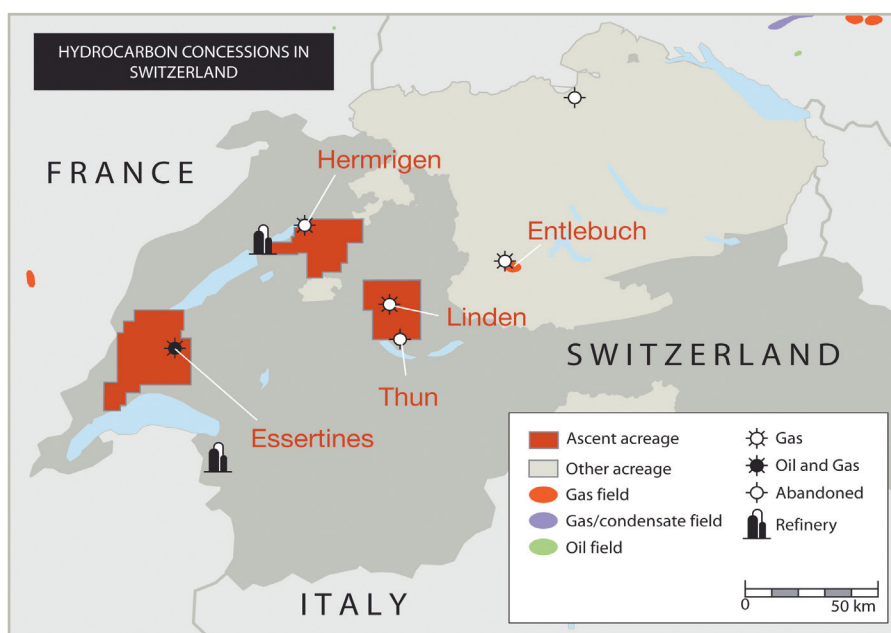 HYDROCARBON CONCESSIONS IN
SWITZERLAND
FRANCE
Hermrigen
Entlebuch
Linden
SWITZERLAND
Thun
Essertines
ITALY
Ascent acreage
Other acreage
Gas field
Gas/condensate field
Oil field
Gas
Oil and Gas
Abandoned
Refinery
0 50 km